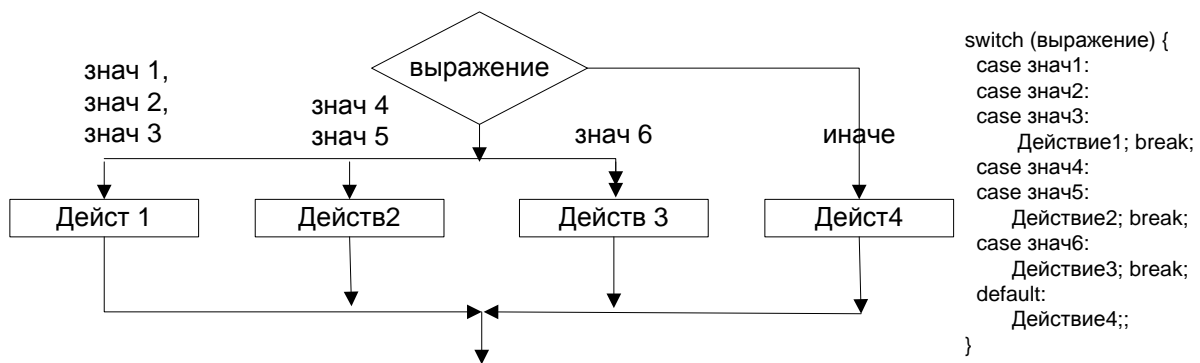 выражение
знач 1,
знач 2,
знач 3
знач 4
знач 5
знач 6
иначе
Дейст 1
Действ2
Действ 3
Дейст4
switch (выражение) {
case знач1:
case знач2:
case знач3:
Действие1; break;
case знач4:
case знач5:
Действие2; break;
case знач6:
Действие3; break;
default:
Действие4;;
}